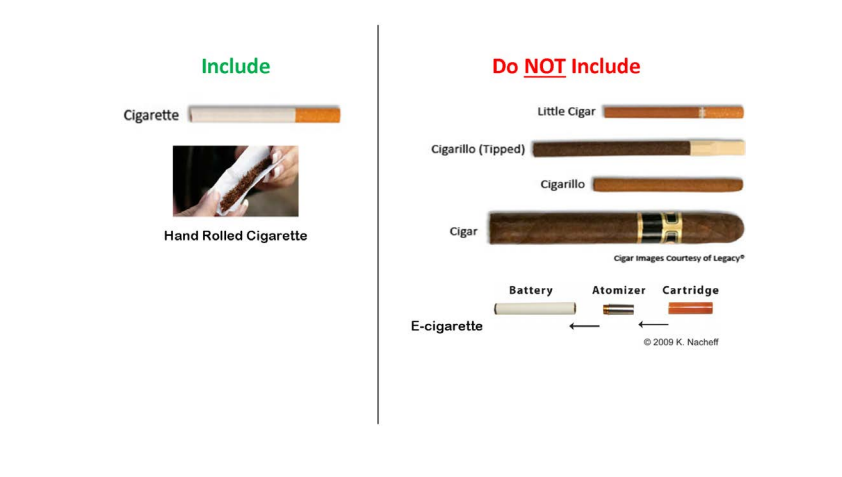 Include
Cigarette
Hand Rolled Cigarette
Do NOT Include
Little Cigar
Cigarillo (Tipped)
Cigarillo
Cigar
Cigar Images Courtesy of Legacy®
Battery Atomizer Cartridge
E-cigarette
© 2009 K. Nacheff